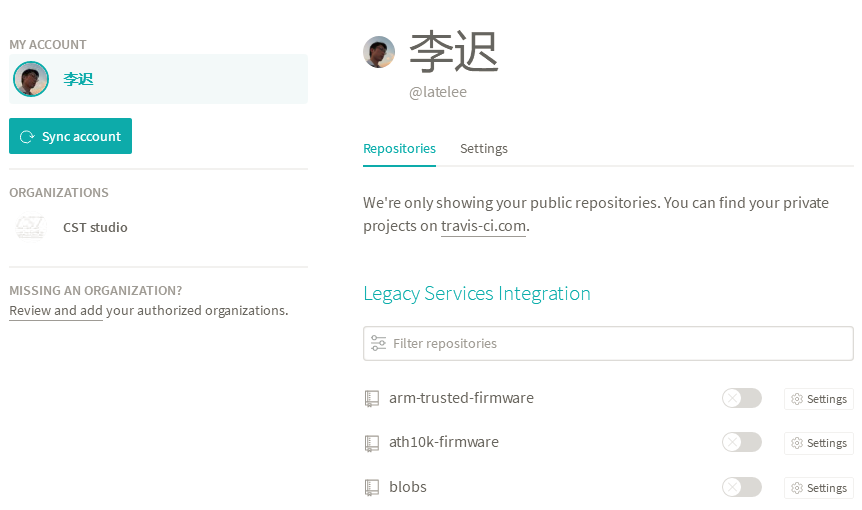 MY ACCOUNT
李迟
Sync account
ORGANIZATIONS
CST
CST studio
MISSING AN ORGANIZATION?
Review and add your authorized organizations.
李迟
@latelee
Repositories
Settings
We're only showing your public repositories. You can find your private
projects on travis-ci.com.
Legacy Services Integration
Filter repositories
arm-trusted-firmware
Settings
ath10k-firmware
Settings
blobs
Settings